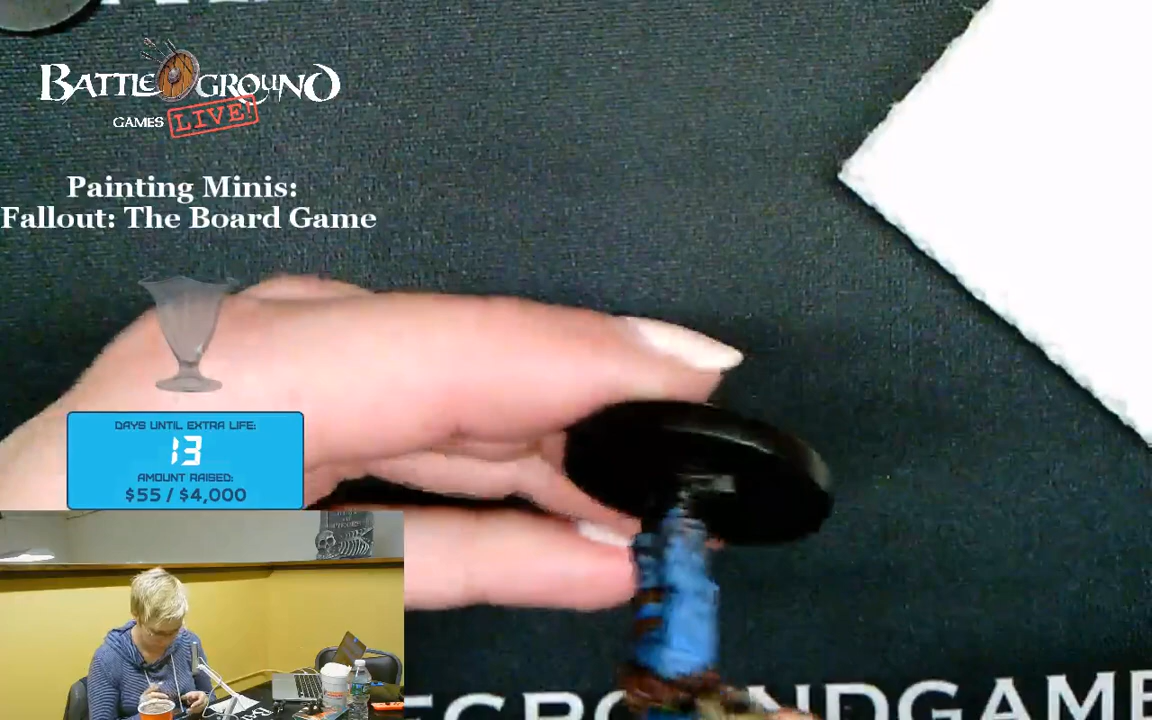 BATTLEGROUND
GAMES LIVE!
Painting Minis:
Fallout: The Board Game
DAYS UNTIL EXTRA LIFE:
13
AMOUNT RAISED:
$55 / $4,000